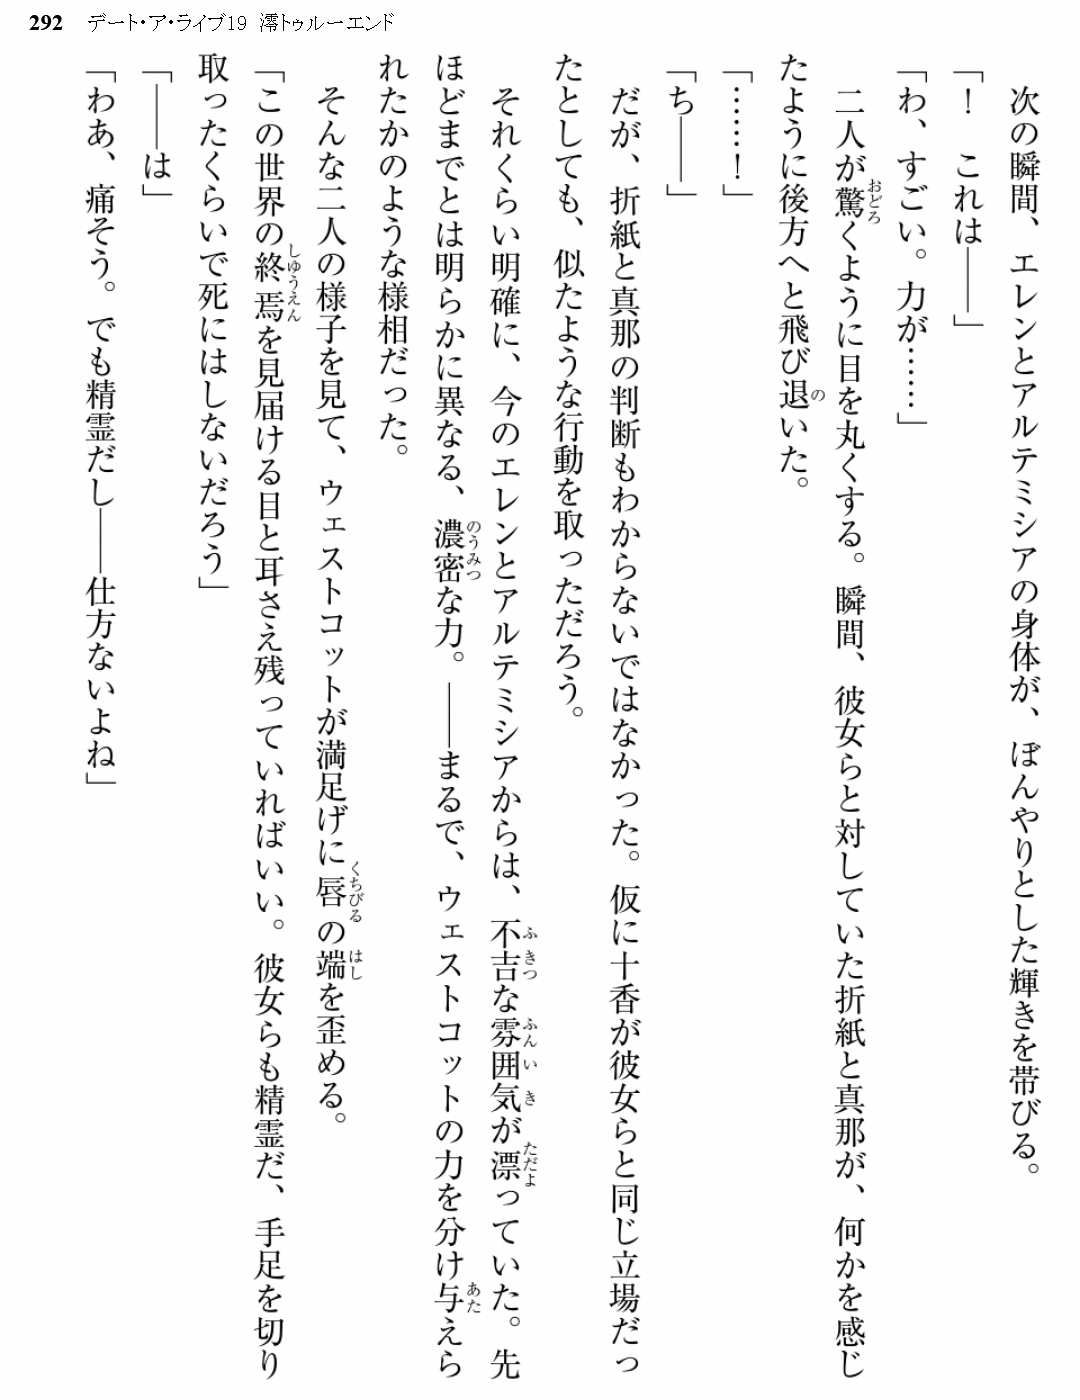 292 デート・ア・ライブ19 澪トゥルーエンド
次の瞬間、エレンとアルテミシアの身体が、ぼんやりとした輝きを帯びる。
「！　これは――」
「わ、すごい。力が……」
二人が驚くように目を丸くする。瞬間、彼女らと対していた折紙と真那が、何かを感じ
たように後方へと飛び退いた。
「……！」
「ち――」
だが、折紙と真那の判断もわからないではなかった。仮に十香が彼女らと同じ立場だっ
たとしても、似たような行動を取っただろう。
それくらい明確に、今のエレンとアルテミシアからは、不吉な雰囲気が漂っていた。先
ほどまでとは明らかに異なる、濃密な力。――まるで、ウェストコットの力を分け与えら
れたかのような様相だった。
そんな二人の様子を見て、ウェストコットが満足げに唇の端を歪める。
「この世界の終焉を見届ける目と耳さえ残っていればいい。彼女らも精霊だ、手足を切り
取ったくらいで死にはしないだろう」
「――は」
「わあ、痛そう。でも精霊だし――仕方ないよね」